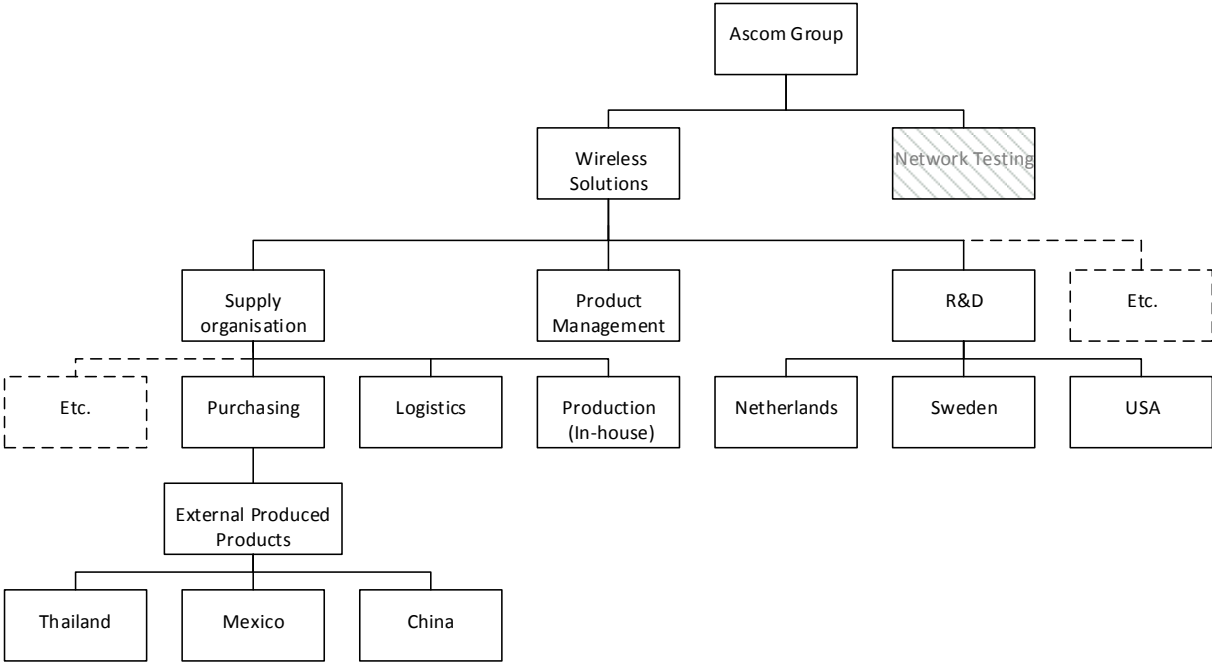 Ascom Group
Wireless
Solutions
Network Testing
Supply
organisation
Product
Management
R&D
Etc.
Etc.
Purchasing
Logistics
Production
(In-house)
Netherlands
Sweden
USA
External Produced
Products
Thailand
Mexico
China